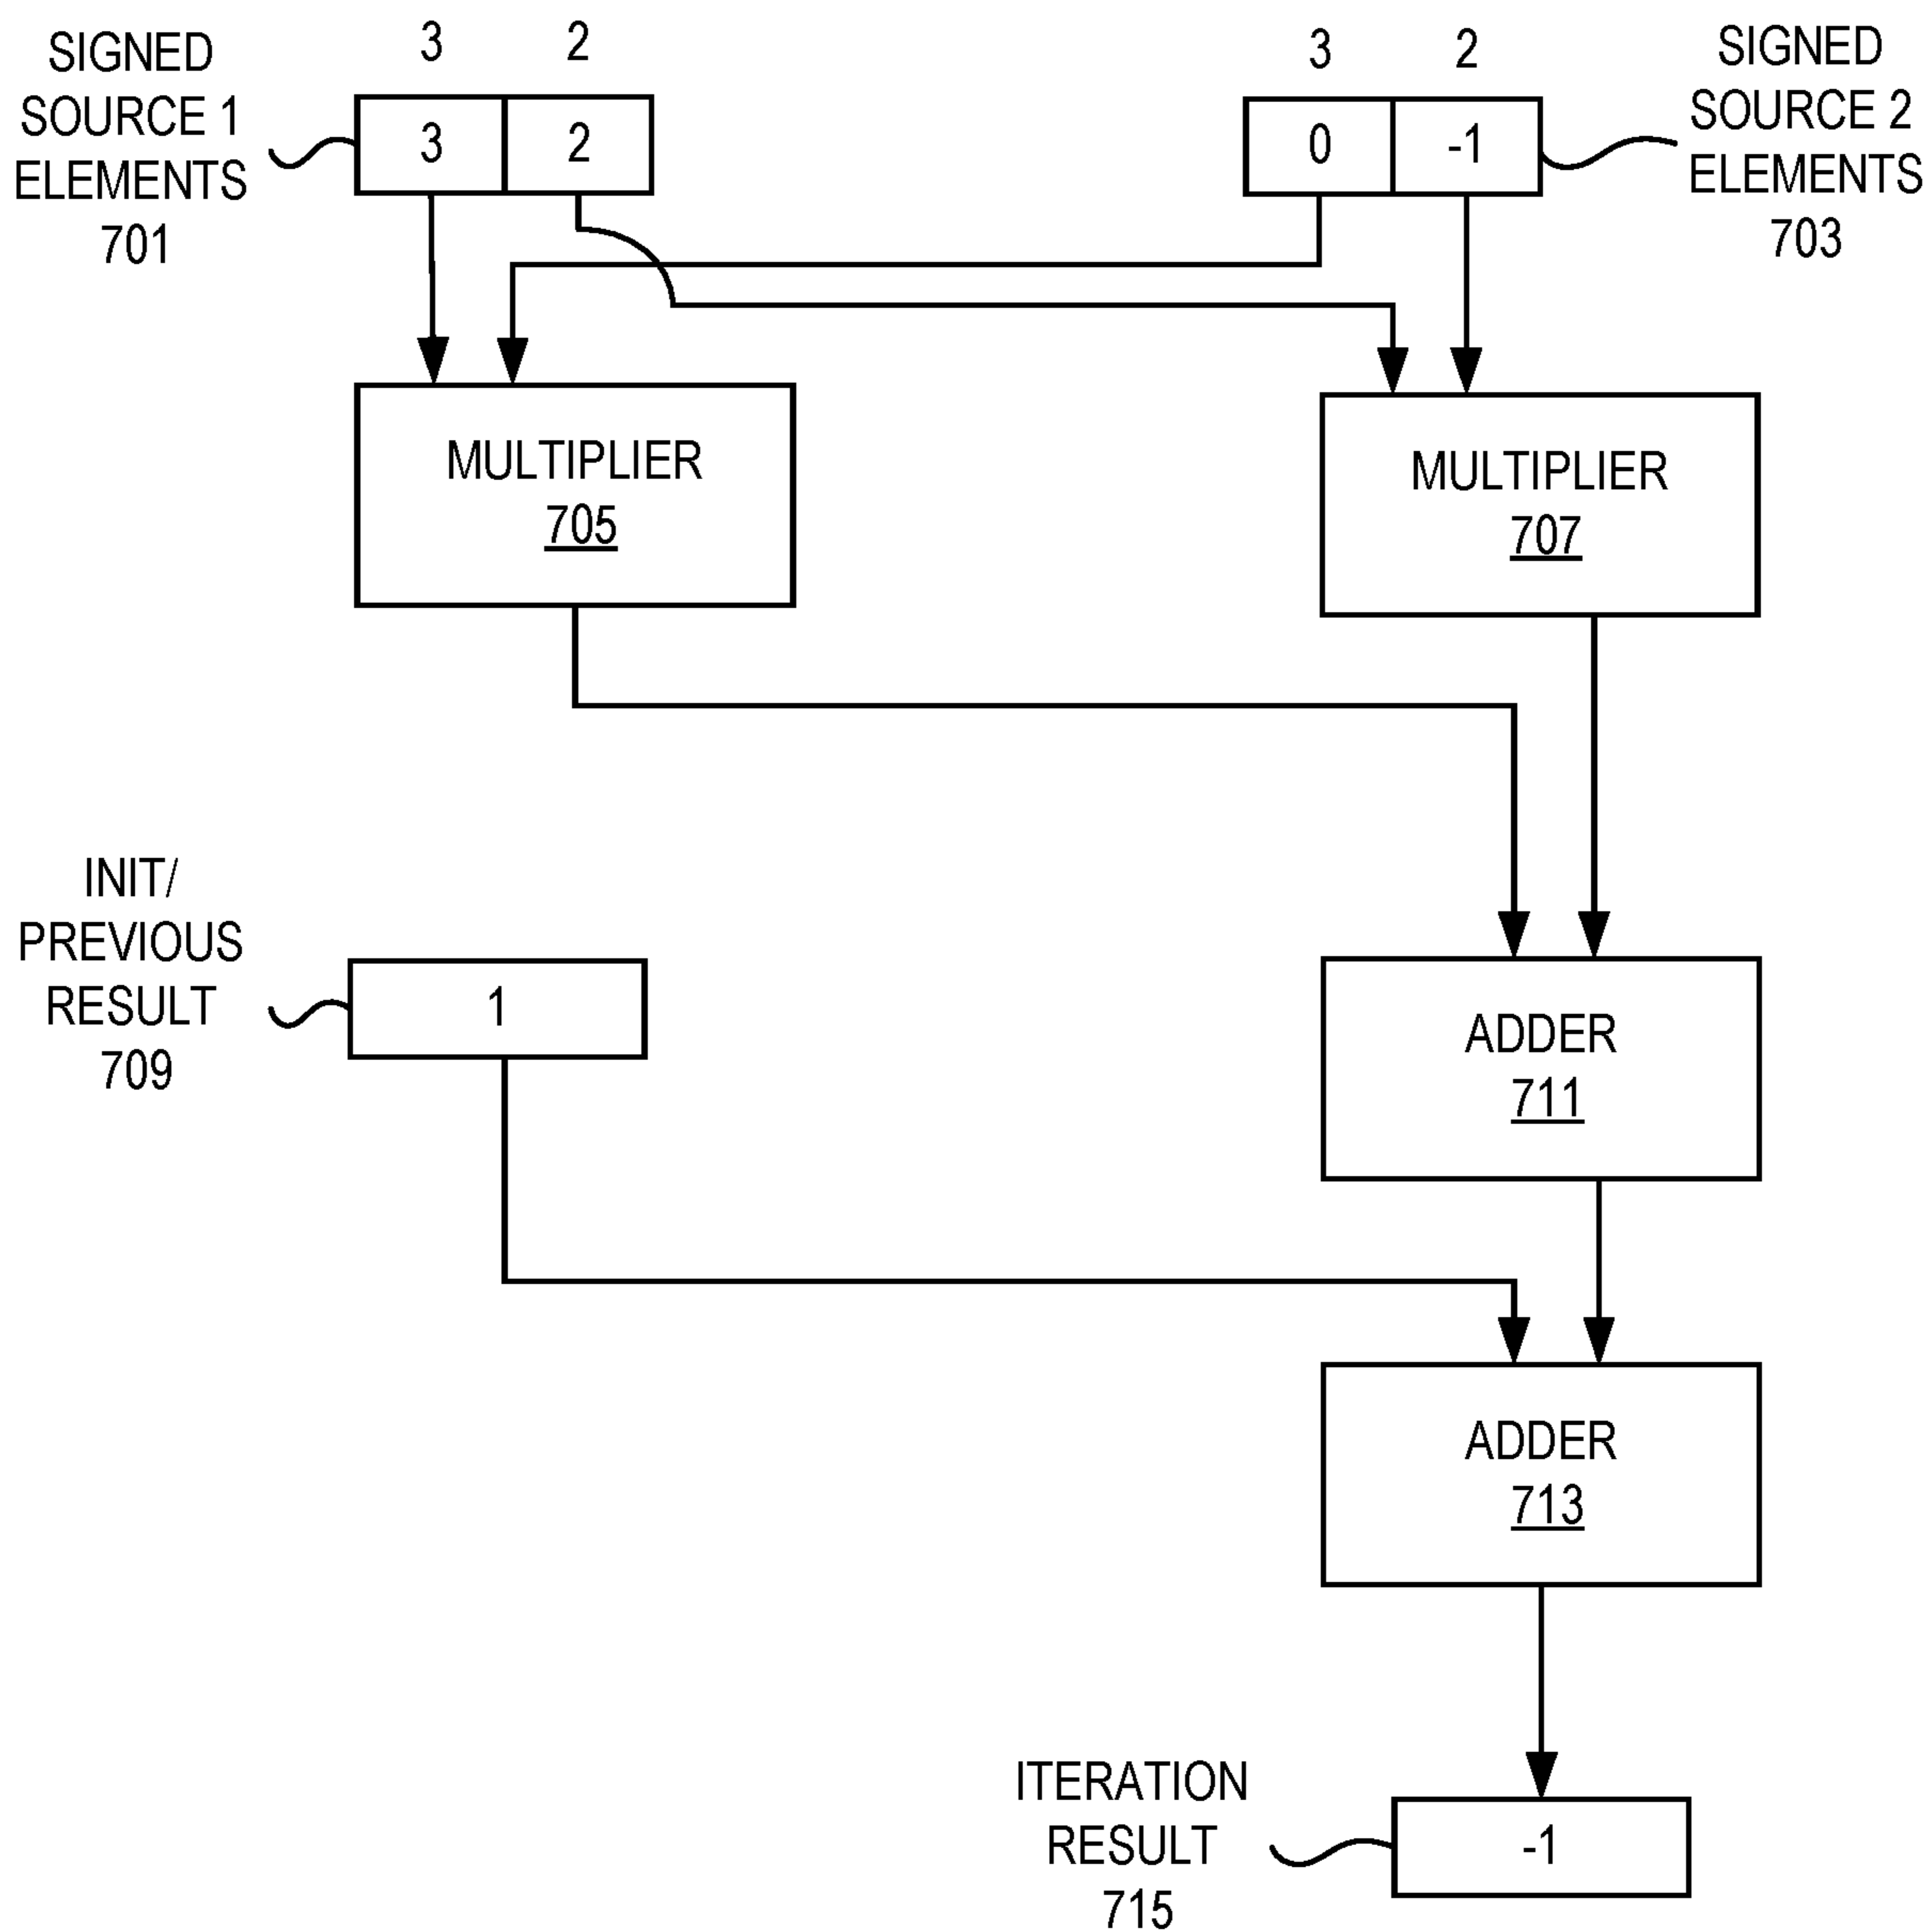 SIGNED
SOURCE 1
ELEMENTS
701
3 2
3 2
3 2
0 -1
SIGNED
SOURCE 2
ELEMENTS
703
MULTIPLIER
705
MULTIPLIER
707
INIT/
PREVIOUS
RESULT
709
1
ADDER
711
ADDER
713
ITERATION
RESULT
715
-1